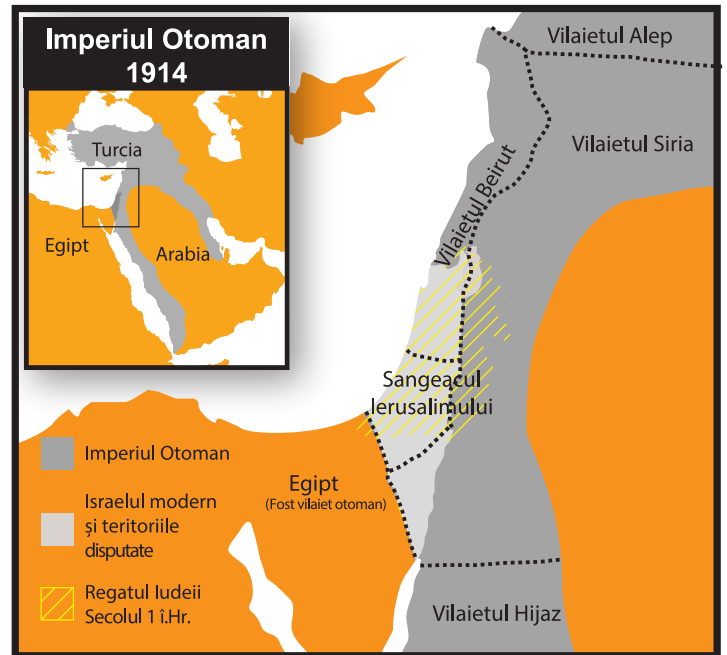 Imperiul Otoman
1914
Turcia
Egipt
Arabia
Vilaietul Alep
Vilaietul Siria
Vilaietul Beirut
Sangeacul
Ierusalimului
Egipt
(Fost vilaiet otoman)
Vilaietul Hijaz
Imperiul Otoman
Israelul modern
și teritoriile
disputate
Regatul Iudeii
Secolul 1 î.Hr.